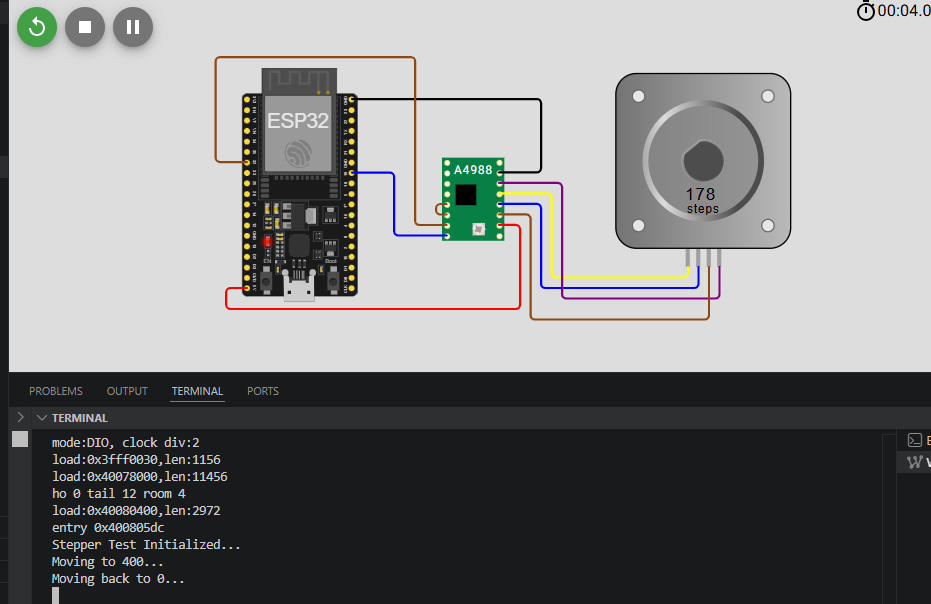 00:04.0
ESP32
A4988
178
steps
EN
Boot
PROBLEMS OUTPUT TERMINAL PORTS
TERMINAL
mode:DIO, clock div:2
load:0x3fff0030,len:1156
load:0x40078000,len:11456
ho 0 tail 12 room 4
load:0x40080400,len:2972
entry 0x400805dc
Stepper Test Initialized...
Moving to 400...
Moving back to 0...